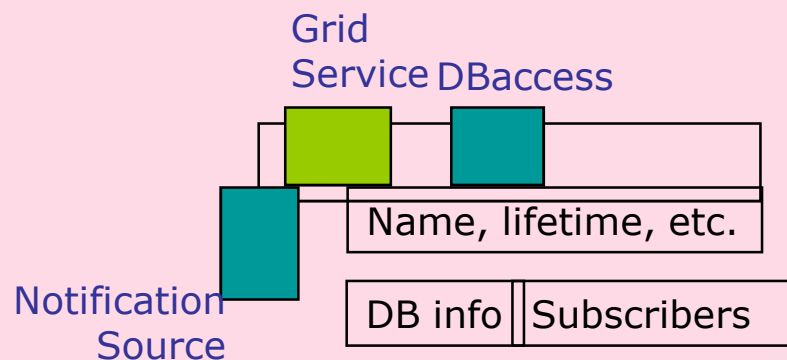 Grid
Service
DBaccess
Name, lifetime, etc.
Notification
Source
DB info
Subscribers